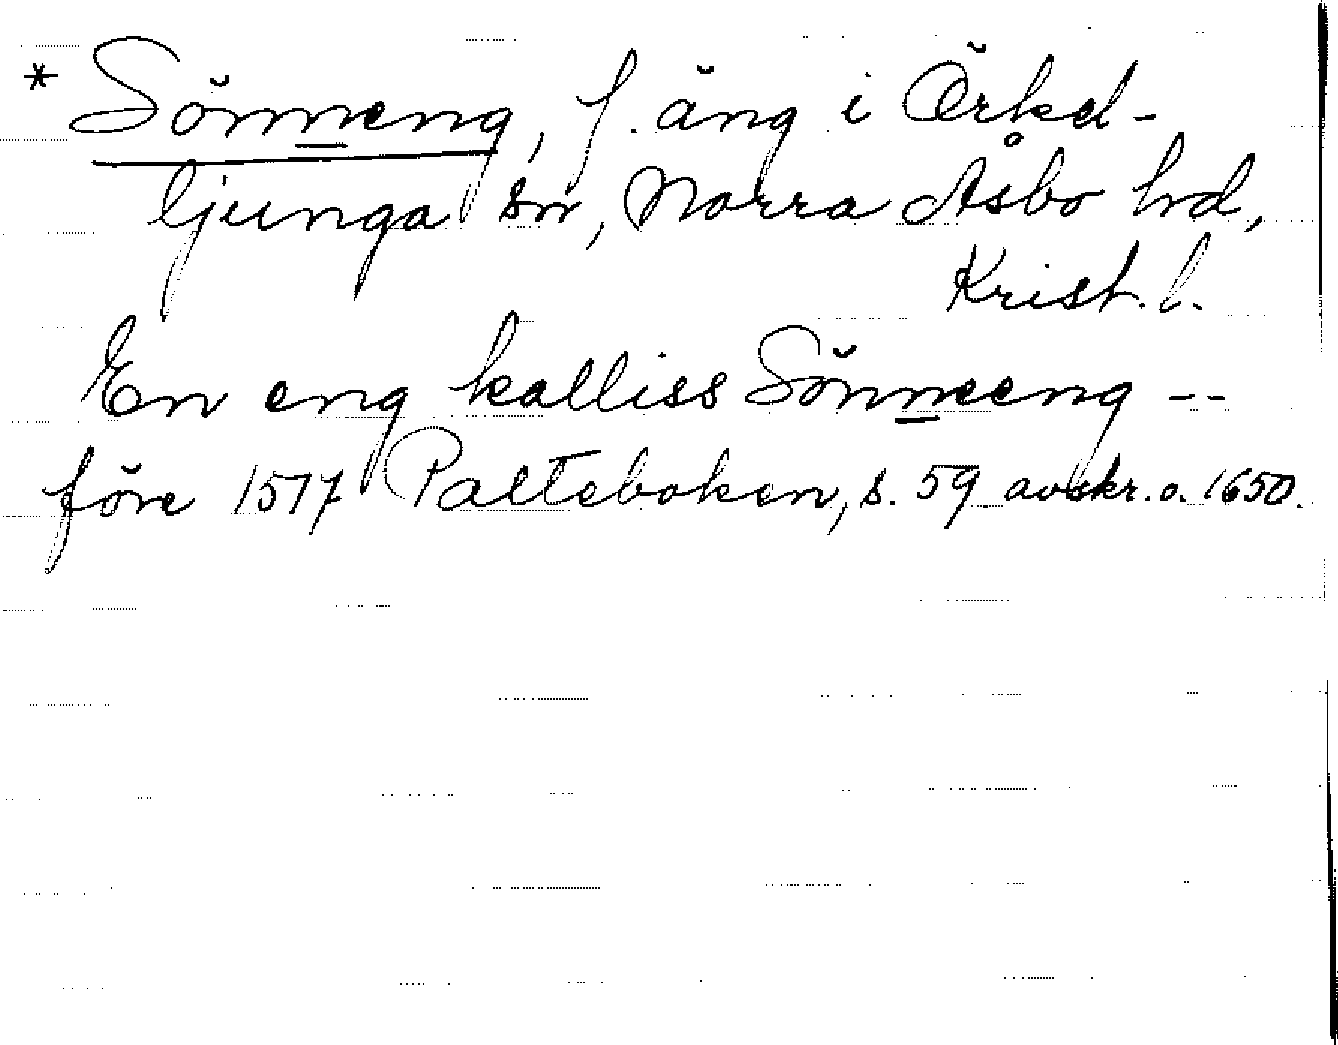 * Sönneng, f. äng i Örkel-
ljunga sn, Norra Åsbo hd,
Krist. l.
En eng kalliss Sönneeng --
före 1577 Palteboken, s. 59 avskr. o. 1650.